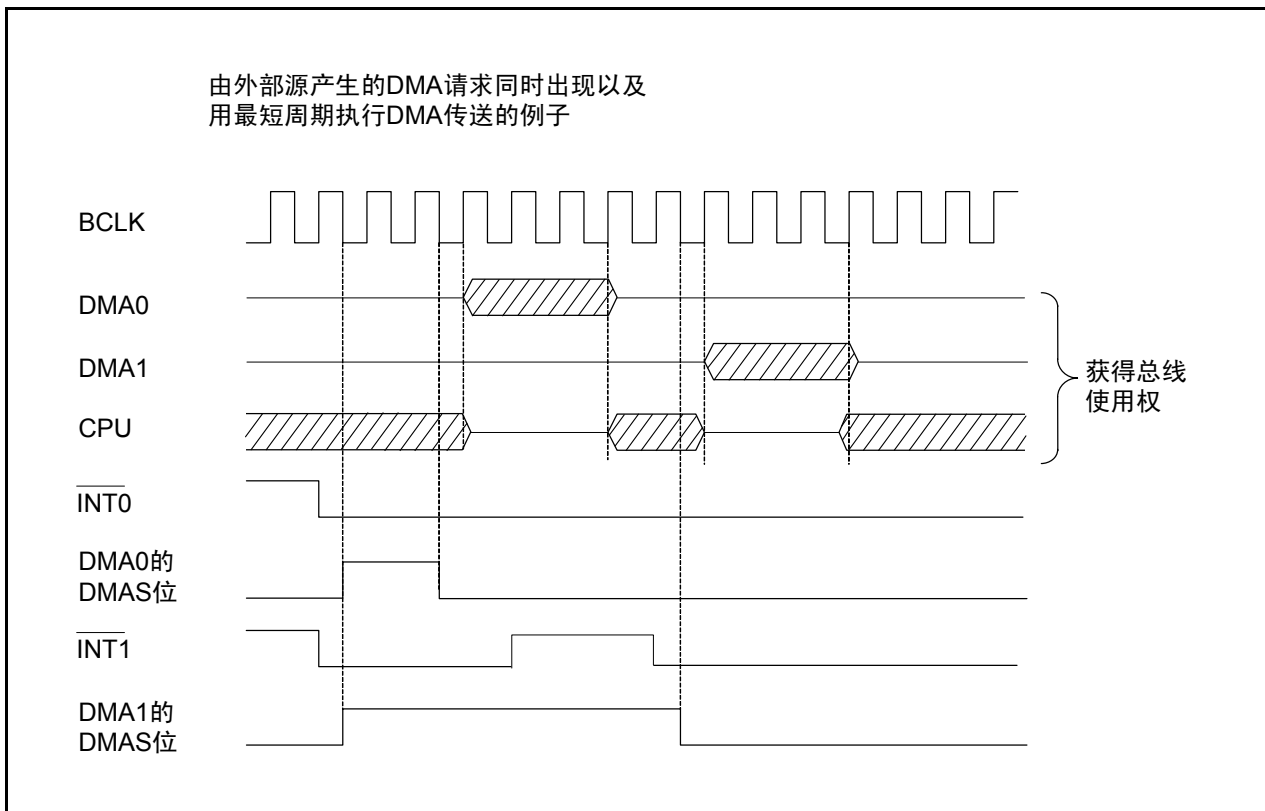 由外部源产生的DMA请求同时出现以及
用最短周期执行DMA传送的例子
BCLK
DMA0
DMA1
CPU
获得总线
使用权
INT0
DMA0的
DMAS位
INT1
DMA1的
DMAS位